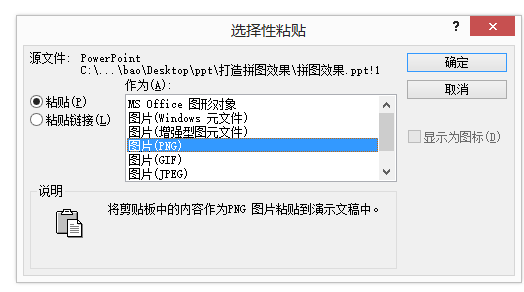 选择性粘贴
?
源文件: PowerPoint
C:\...\bao\Desktop\ppt\打造拼图效果\拼图效果.ppt!1
作为(A):
粘贴(P)
粘贴链接(L)
MS Office 图形对象
图片(Windows 元文件)
图片(增强型图元文件)
图片(PNG)
图片(GIF)
图片(JPEG)
确定
取消
显示为图标(D)
说明
将剪贴板中的内容作为PNG 图片粘贴到演示文稿中。